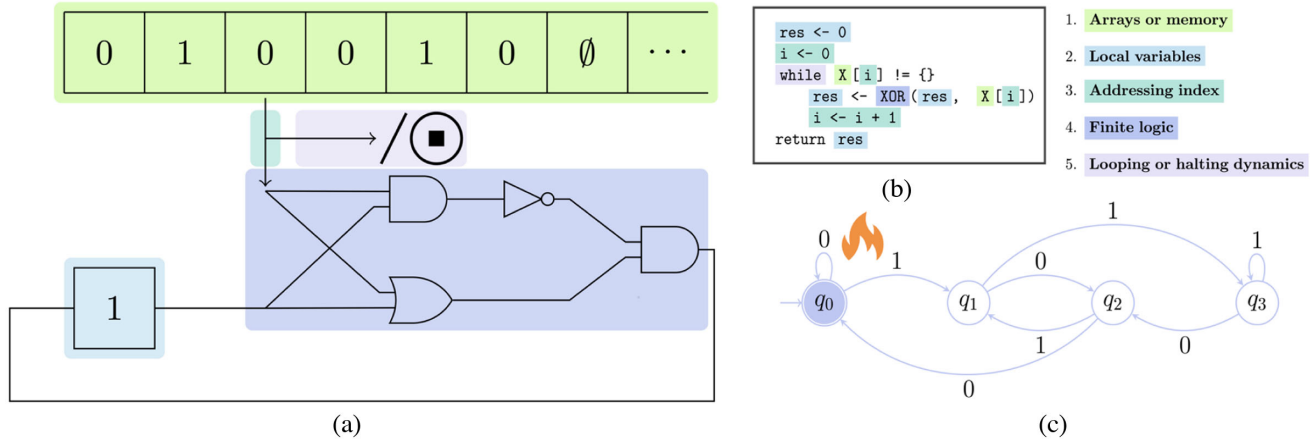 0 1 0 0 1 0 ∅ ···
1
(a)
res <- 0
i <- 0
while X[i] != {}
res <- XOR(res, X[i])
i <- i + 1
return res
(b)
1. Arrays or memory
2. Local variables
3. Addressing index
4. Finite logic
5. Looping or halting dynamics
1
0
1
0
1
q0
q1
q2
q3
1
0
0
(c)